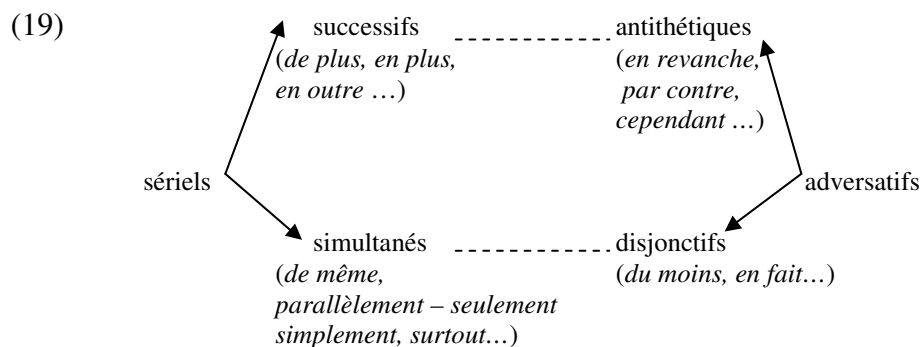 (19)
successifs
(de plus, en plus,
en outre …)
antithétiques
(en revanche,
par contre,
cependant …)
sériels
adversatifs
simultanés
(de même,
parallèlement – seulement
simplement, surtout…)
disjonctifs
(du moins, en fait…)